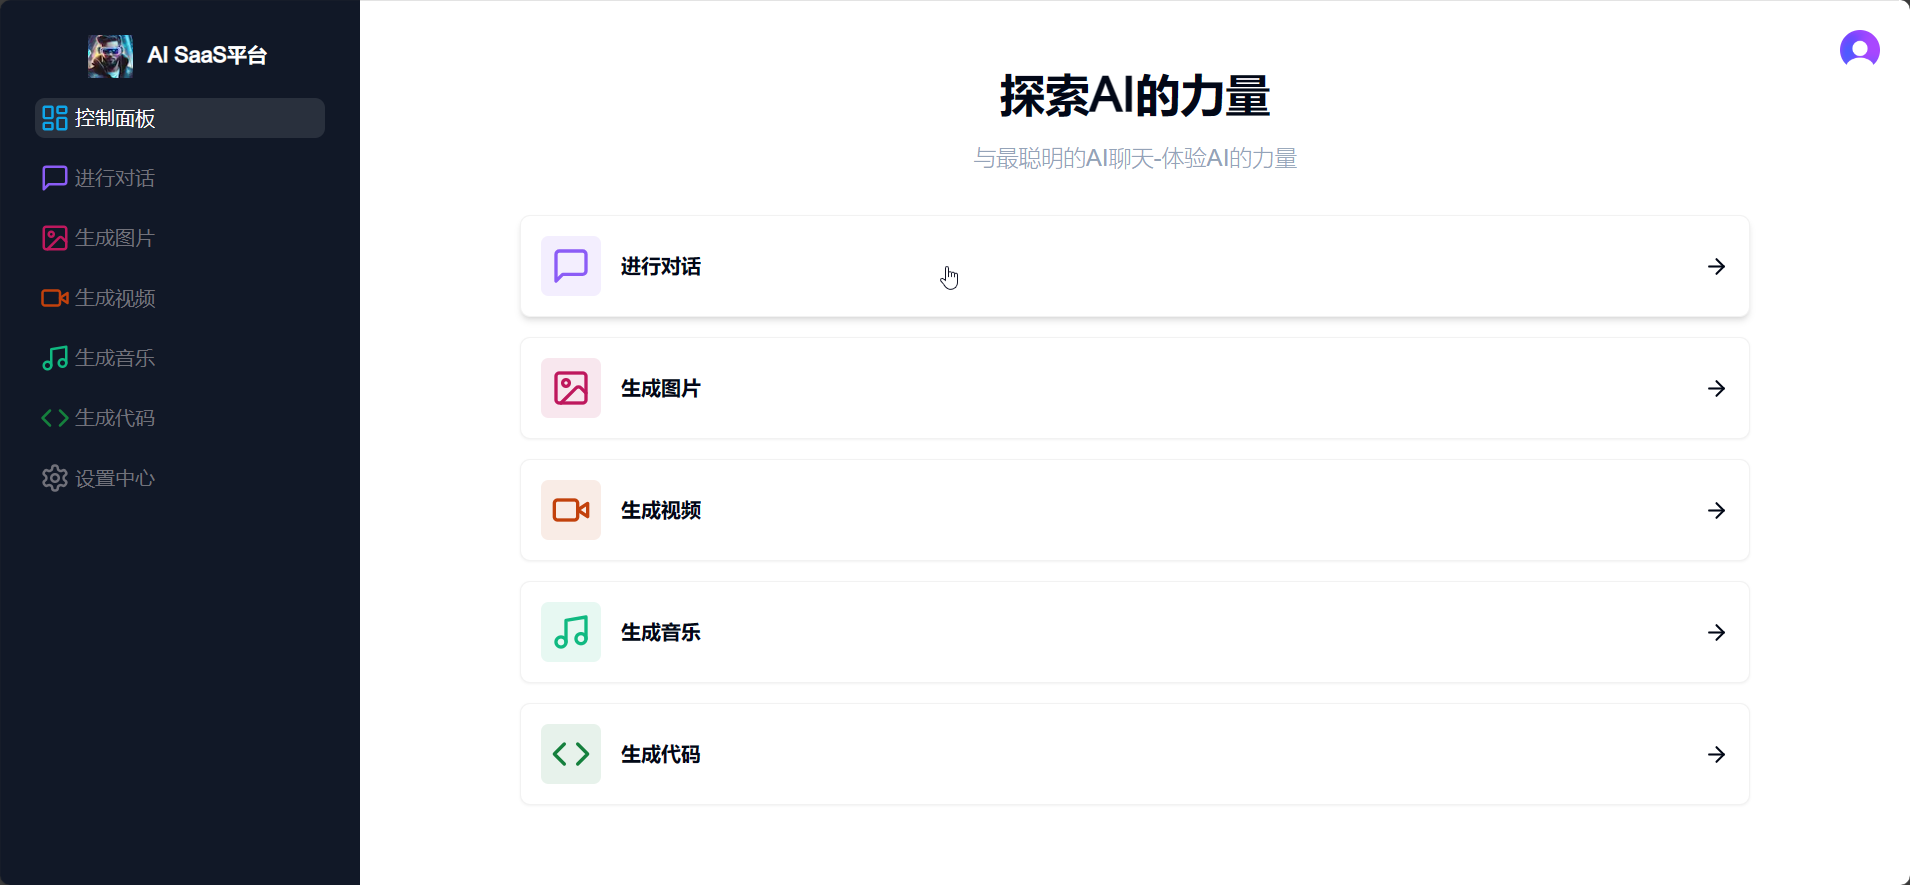 AI SaaS平台
控制面板
进行对话
生成图片
生成视频
生成音乐
生成代码
设置中心
探索AI的力量
与最聪明的AI聊天-体验AI的力量
进行对话
生成图片
生成视频
生成音乐
生成代码